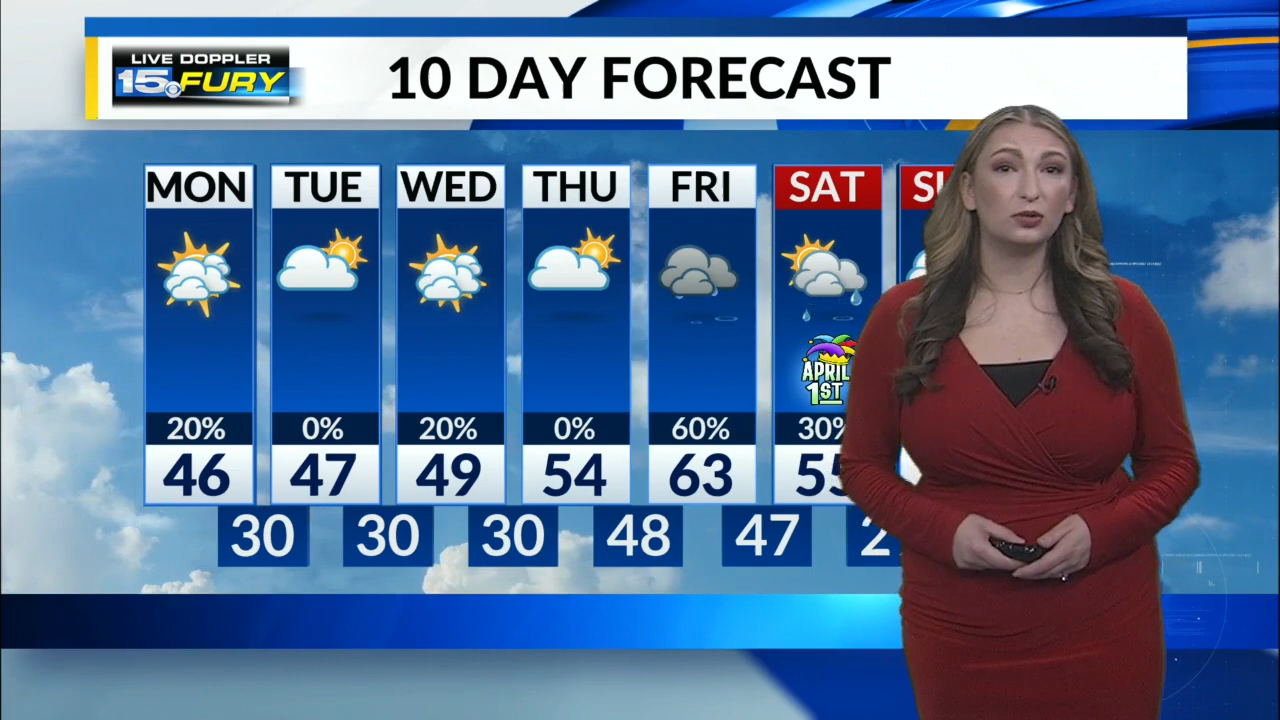 LIVE DOPPLER
15 FURY
10 DAY FORECAST
MON TUE WED THU FRI SAT
20% 0% 20% 0% 60% 30%
APRIL
1ST
46 47 49 54 63 55
30 30 30 48 47